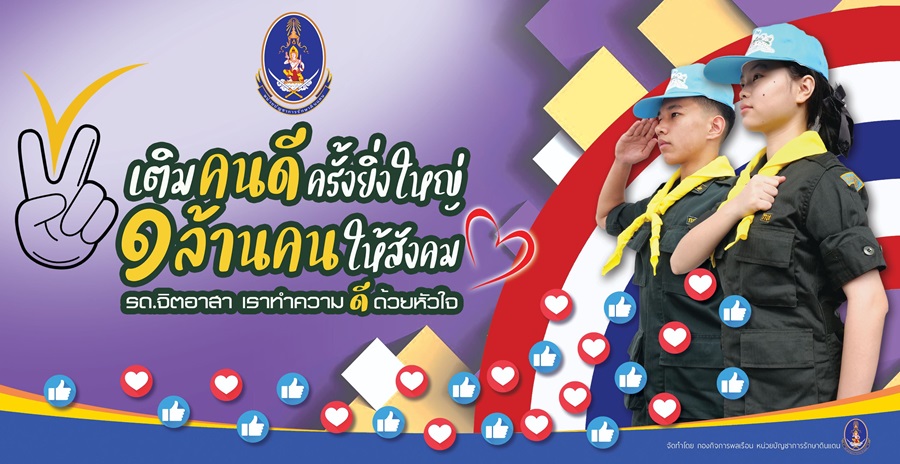 เติมคนดี ครั้งยิ่งใหญ่
๑ล้านคน ให้สังคม
รด.จิตอาสา เราทำความ ดี ด้วยหัวใจ
จัดทำโดย กองกิจการพลเรือน หน่วยบัญชาการรักษาดินแดน